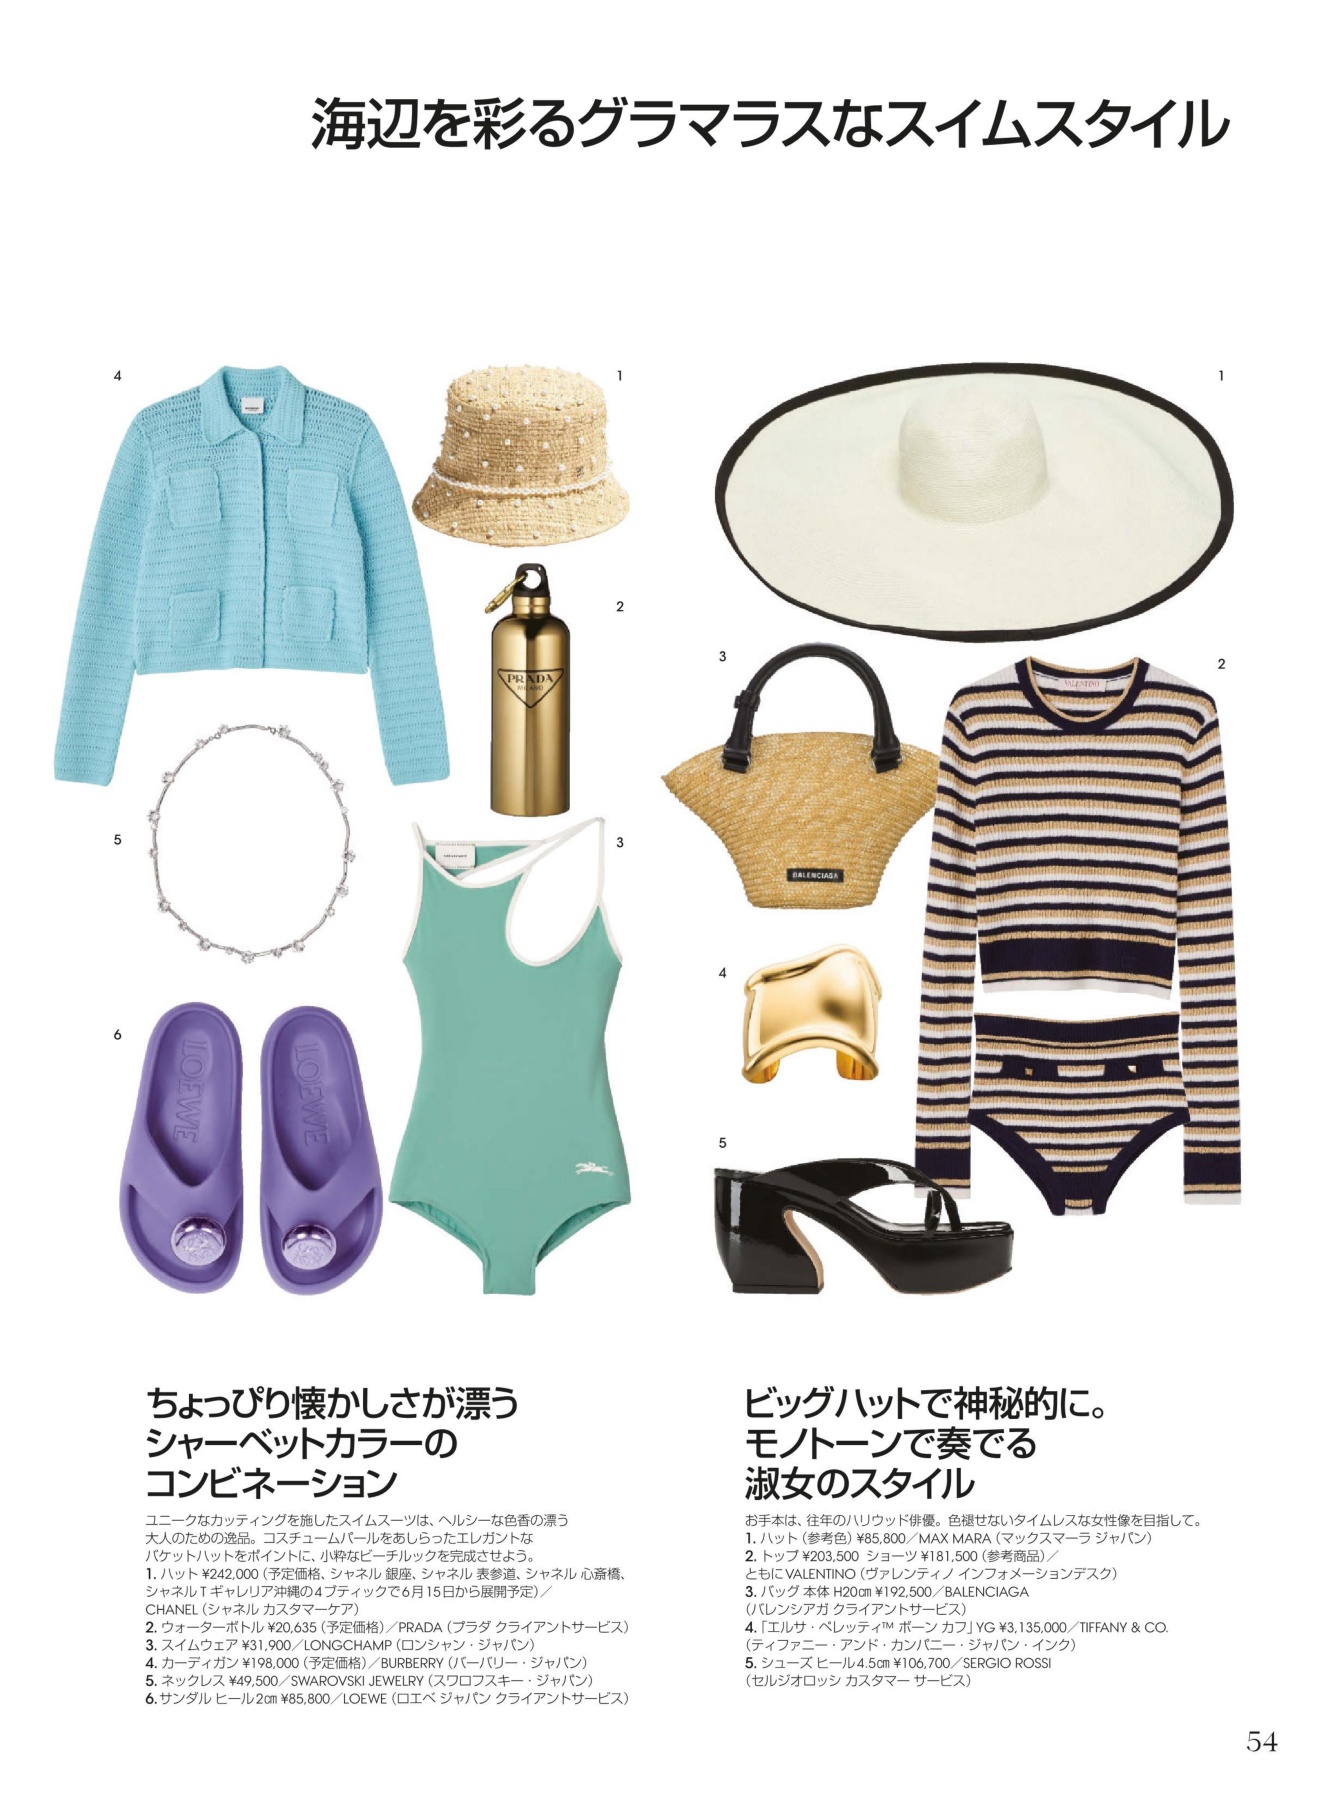 海辺を彩るグラマラスなスイムスタイル
4
1
1
2
PRADA
MILANO
3
2
VALENTINO
5
3
BALENCIAGA
4
6
LOEWE
LOEWE
5
ちょっぴり懐かしさが漂う
シャーベットカラーの
コンビネーション
ユニークなカッティングを施したスイムスーツは、ヘルシーな色香の漂う
大人のための逸品。コスチュームパールをあしらったエレガントな
バケットハットをポイントに、小粋なビーチルックを完成させよう。
1. ハット ¥242,000（予定価格、シャネル 銀座、シャネル 表参道、シャネル 心斎橋、
シャネル T ギャレリア沖縄の4ブティックで6月15日から展開予定）／
CHANEL（シャネル カスタマーケア）
2. ウォーターボトル ¥20,635（予定価格）／PRADA（プラダ クライアントサービス）
3. スイムウェア ¥31,900／LONGCHAMP（ロンシャン・ジャパン）
4. カーディガン ¥198,000（予定価格）／BURBERRY（バーバリー・ジャパン）
5. ネックレス ¥49,500／SWAROVSKI JEWELRY（スワロフスキー・ジャパン）
6. サンダル ヒール2㎝ ¥85,800／LOEWE（ロエベ ジャパン クライアントサービス）
ビッグハットで神秘的に。
モノトーンで奏でる
淑女のスタイル
お手本は、往年のハリウッド俳優。色褪せないタイムレスな女性像を目指して。
1. ハット（参考色）¥85,800／MAX MARA（マックスマーラ ジャパン）
2. トップ ¥203,500 ショーツ ¥181,500（参考商品）／
ともにVALENTINO（ヴァレンティノ インフォメーションデスク）
3. バッグ 本体 H20㎝ ¥192,500／BALENCIAGA
（バレンシアガ クライアントサービス）
4.「エルサ・ペレッティ™ ボーン カフ」YG ¥3,135,000／TIFFANY & CO.
（ティファニー・アンド・カンパニー・ジャパン・インク）
5. シューズ ヒール4.5㎝ ¥106,700／SERGIO ROSSI
（セルジオロッシ カスタマー サービス）
54